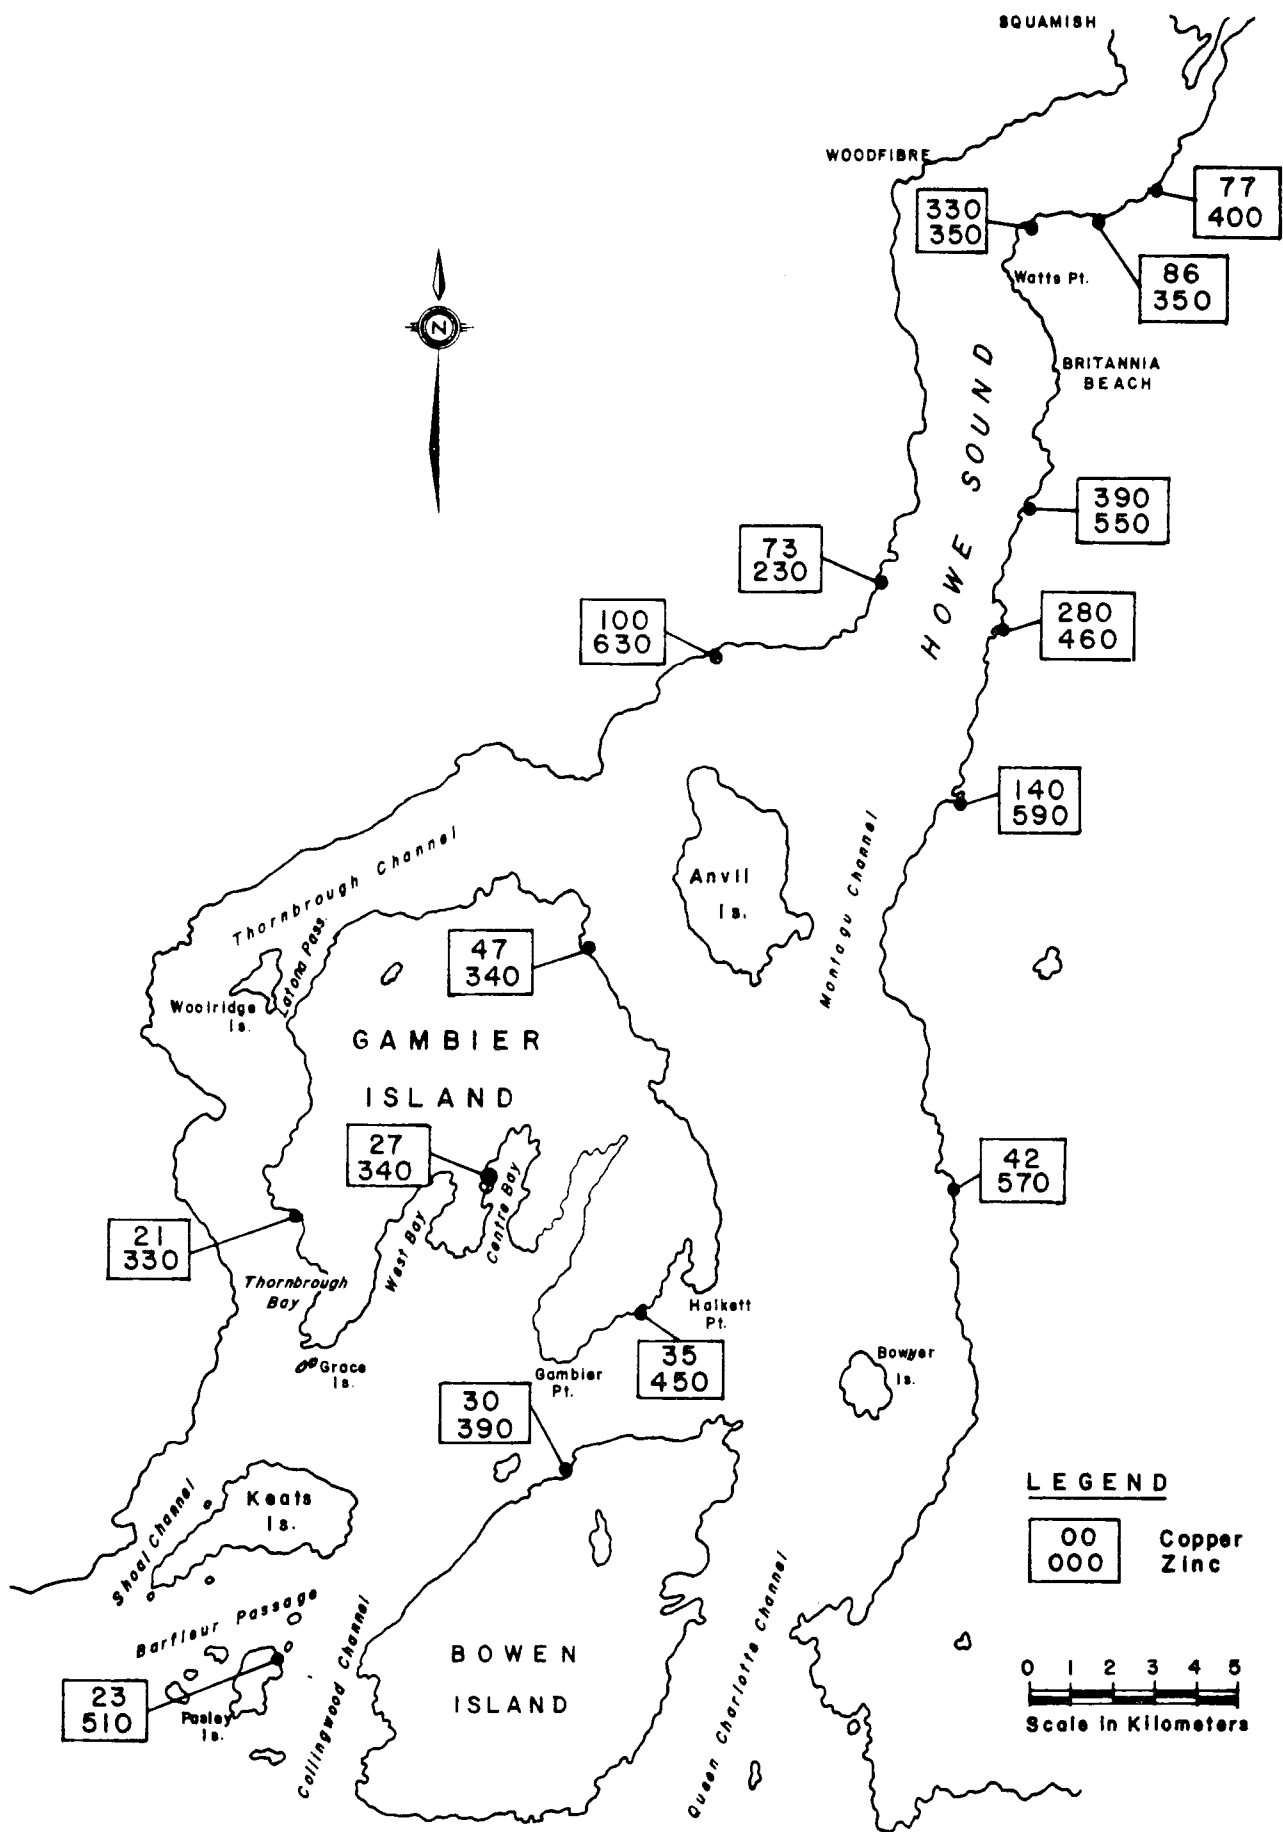 SQUAMISH
WOODFIBRE
77
400
330
350
86
350
Watts Pt.
N
BRITANNIA
BEACH
HOWE SOUND
390
550
73
230
280
460
100
630
140
590
Thornbrough Channel
Anvil
Is.
Montagu Channel
Latona Pass.
47
340
Woolridge
Is.
GAMBIER
ISLAND
27
340
42
570
West Bay
Centre Bay
21
330
Thornbrough
Bay
Halkett
Pt.
Grace
Is.
Gambier
Pt.
35
450
Bowyer
Is.
30
390
Keats
Is.
Shoal Channel
LEGEND
00
000
Copper
Zinc
Barfleur Passage
Collingwood Channel
Queen Charlotte Channel
BOWEN
ISLAND
23
510
Pasley
Is.
0 1 2 3 4 5
Scale in Kilometers